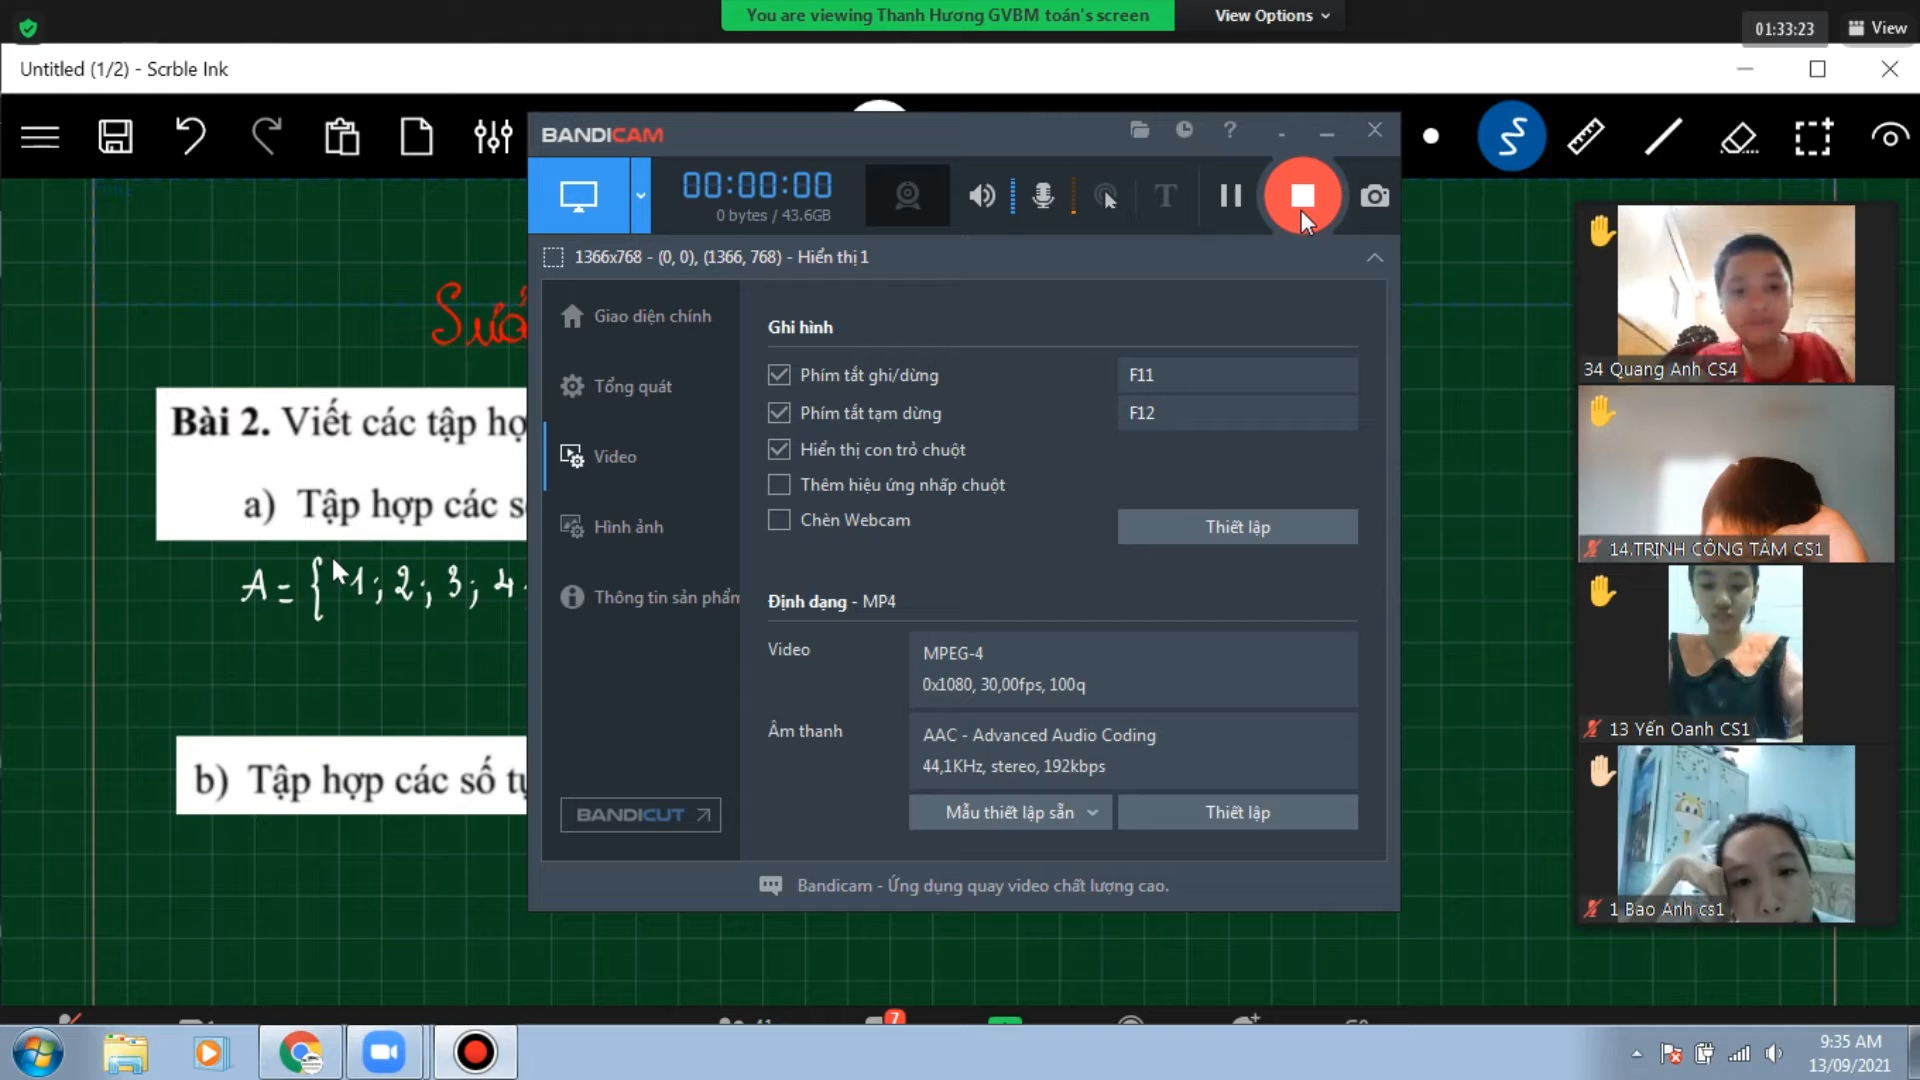 You are viewing Thanh Hương GVBM toán's screen
View Options
01:33:23
View
Untitled (1/2) - Scrble Ink
BANDICAM
00:00:00
0 bytes / 43.6GB
T
1366x768 - (0, 0), (1366, 768) - Hiển thị 1
Giao diện chính
Tổng quát
Video
Hình ảnh
Thông tin sản phẩm
BANDICUT
Ghi hình
Phím tắt ghi/dừng
F11
Phím tắt tạm dừng
F12
Hiển thị con trỏ chuột
Thêm hiệu ứng nhấp chuột
Chèn Webcam
Thiết lập
Định dạng - MP4
Video
MPEG-4
0x1080, 30,00fps, 100q
Âm thanh
AAC - Advanced Audio Coding
44,1KHz, stereo, 192kbps
Mẫu thiết lập sẵn
Thiết lập
Bandicam - Ứng dụng quay video chất lượng cao.
Bài 2. Viết các tập hợ
a) Tập hợp các s
A = { 1; 2; 3; 4
b) Tập hợp các số tự
34 Quang Anh CS4
14.TRỊNH CÔNG TÂM CS1
13 Yến Oanh CS1
1 Bao Anh cs1
7
9:35 AM
13/09/2021